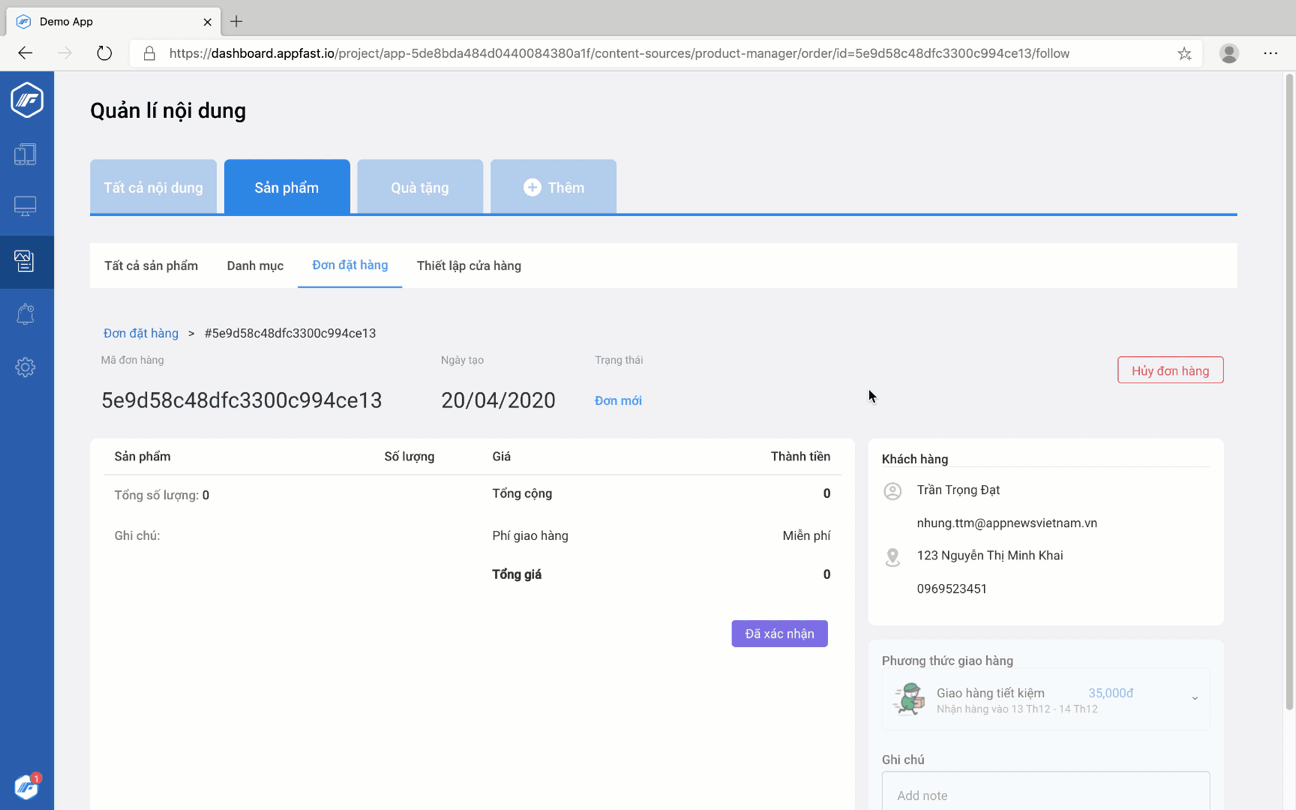 Demo App
https://dashboard.appfast.io/project/app-5de8bda484d0440084380a1f/content-sources/product-manager/order/id=5e9d58c48dfc3300c994ce13/follow
Quản lí nội dung
Tất cả nội dung
Sản phẩm
Quà tặng
Thêm
Tất cả sản phẩm
Danh mục
Đơn đặt hàng
Thiết lập cửa hàng
Đơn đặt hàng > #5e9d58c48dfc3300c994ce13
Mã đơn hàng
Ngày tạo
Trạng thái
5e9d58c48dfc3300c994ce13
20/04/2020
Đơn mới
Hủy đơn hàng
Sản phẩm
Số lượng
Giá
Thành tiền
Tổng số lượng: 0
Tổng cộng
0
Ghi chú:
Phí giao hàng
Miễn phí
Tổng giá
0
Đã xác nhận
Khách hàng
Trần Trọng Đạt
nhung.ttm@appnewsvietnam.vn
123 Nguyễn Thị Minh Khai
0969523451
Phương thức giao hàng
Giao hàng tiết kiệm
35,000đ
Nhận hàng vào 13 Th12 - 14 Th12
Ghi chú
Add note
1